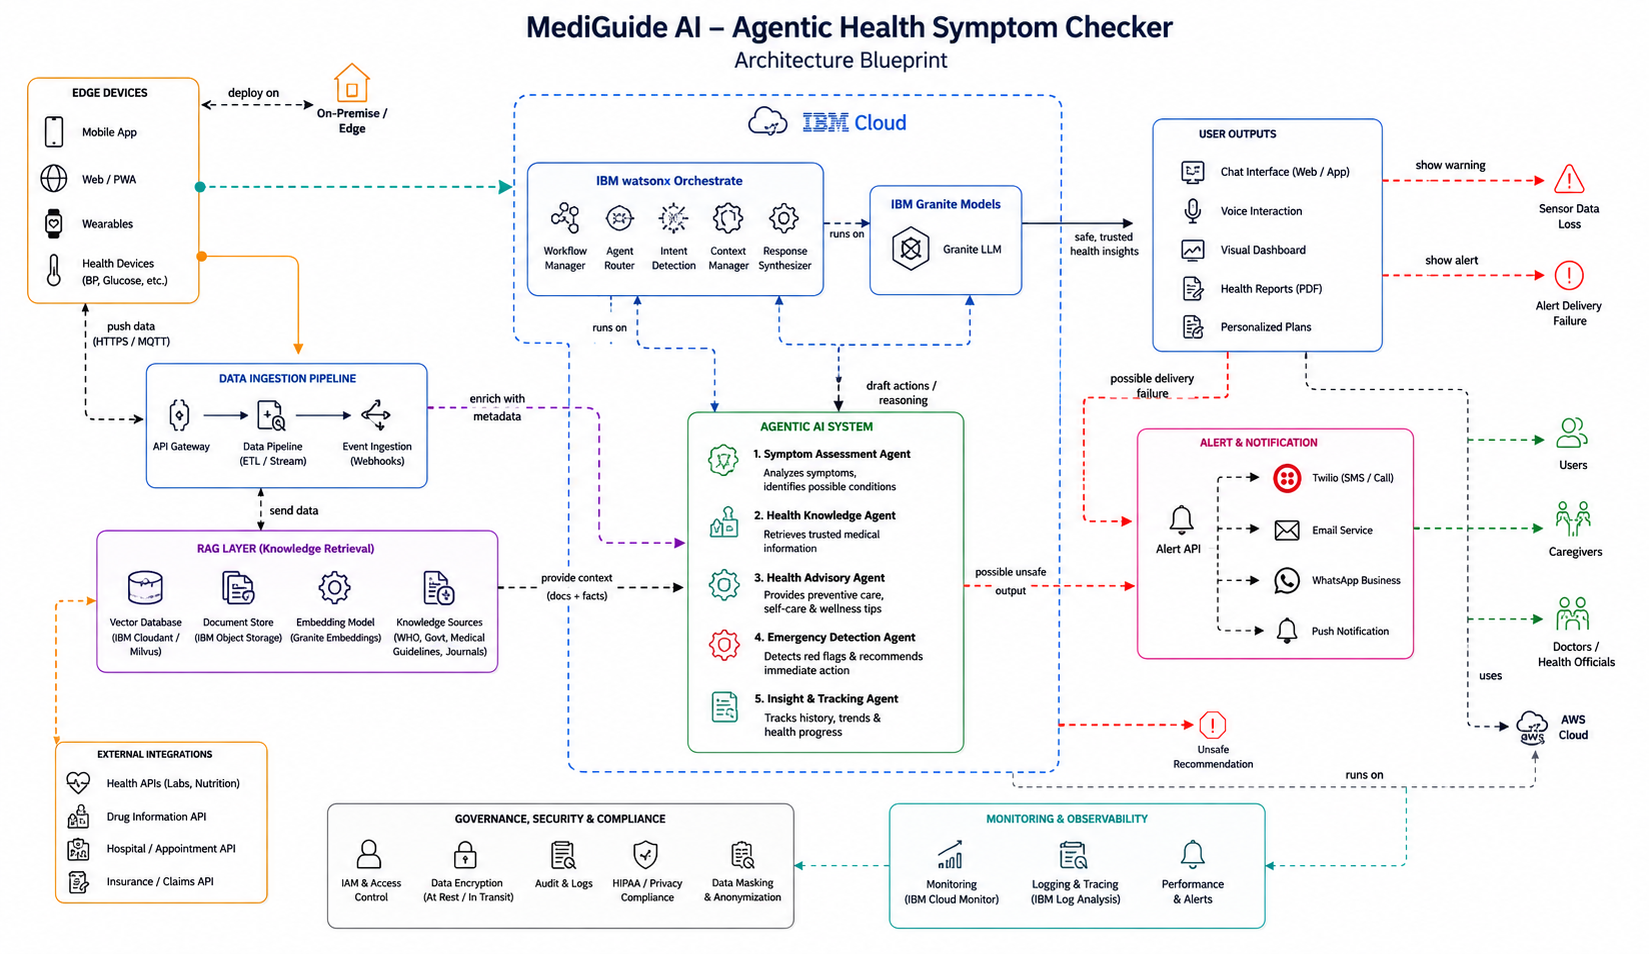 MediGuide AI – Agentic Health Symptom Checker
Architecture Blueprint
EDGE DEVICES
Mobile App
Web / PWA
Wearables
Health Devices
(BP, Glucose, etc.)
deploy on
On-Premise /
Edge
push data
(HTTPS / MQTT)
DATA INGESTION PIPELINE
API Gateway
Data Pipeline
(ETL / Stream)
Event Ingestion
(Webhooks)
send data
enrich with
metadata
RAG LAYER (Knowledge Retrieval)
Vector Database
(IBM Cloudant /
Milvus)
Document Store
(IBM Object Storage)
Embedding Model
(Granite Embeddings)
Knowledge Sources
(WHO, Govt, Medical
Guidelines, Journals)
provide context
(docs + facts)
EXTERNAL INTEGRATIONS
Health APIs (Labs, Nutrition)
Drug Information API
Hospital / Appointment API
Insurance / Claims API
IBM Cloud
IBM watsonx Orchestrate
Workflow
Manager
Agent
Router
Intent
Detection
Context
Manager
Response
Synthesizer
runs on
IBM Granite Models
Granite LLM
runs on
draft actions /
reasoning
safe, trusted
health insights
AGENTIC AI SYSTEM
1. Symptom Assessment Agent
Analyzes symptoms,
identifies possible conditions
2. Health Knowledge Agent
Retrieves trusted medical
information
3. Health Advisory Agent
Provides preventive care,
self-care & wellness tips
4. Emergency Detection Agent
Detects red flags & recommends
immediate action
5. Insight & Tracking Agent
Tracks history, trends &
health progress
possible unsafe
output
USER OUTPUTS
Chat Interface (Web / App)
Voice Interaction
Visual Dashboard
Health Reports (PDF)
Personalized Plans
show warning
Sensor Data
Loss
show alert
Alert Delivery
Failure
possible delivery
failure
ALERT & NOTIFICATION
Alert API
Twilio (SMS / Call)
Email Service
WhatsApp Business
Push Notification
Users
Caregivers
Doctors /
Health Officials
uses
aws
AWS
Cloud
Unsafe
Recommendation
runs on
GOVERNANCE, SECURITY & COMPLIANCE
IAM & Access
Control
Data Encryption
(At Rest / In Transit)
Audit & Logs
HIPAA / Privacy
Compliance
Data Masking
& Anonymization
MONITORING & OBSERVABILITY
Monitoring
(IBM Cloud Monitor)
Logging & Tracing
(IBM Log Analysis)
Performance
& Alerts